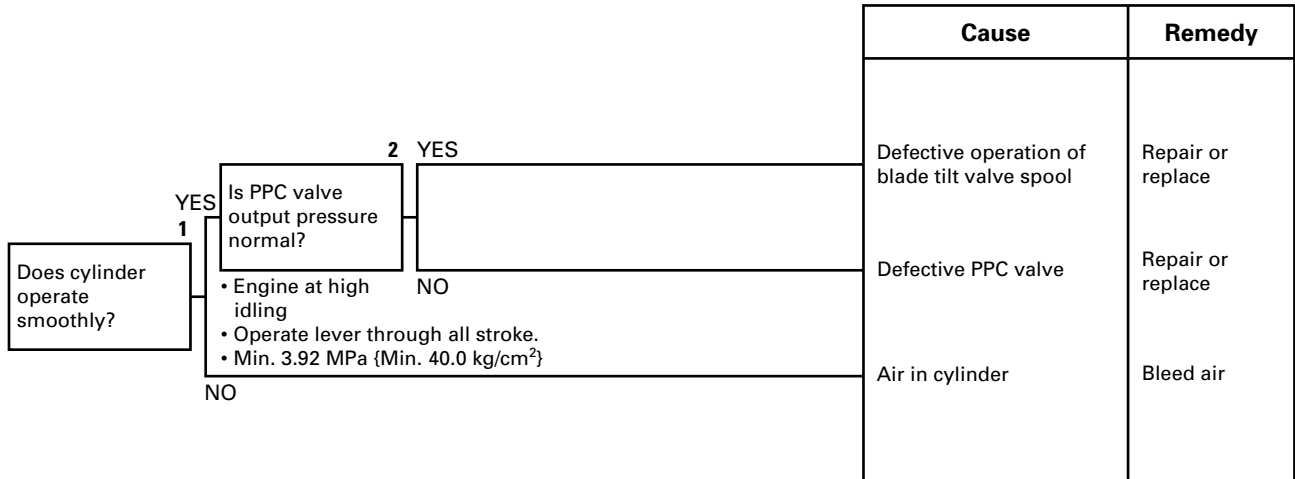 Cause
Remedy
2 YES
Defective operation of
blade tilt valve spool
Repair or
replace
YES
1
Is PPC valve
output pressure
normal?
Does cylinder
operate
smoothly?
• Engine at high
idling
• Operate lever through all stroke.
• Min. 3.92 MPa {Min. 40.0 kg/cm²}
NO
Defective PPC valve
Repair or
replace
NO
Air in cylinder
Bleed air